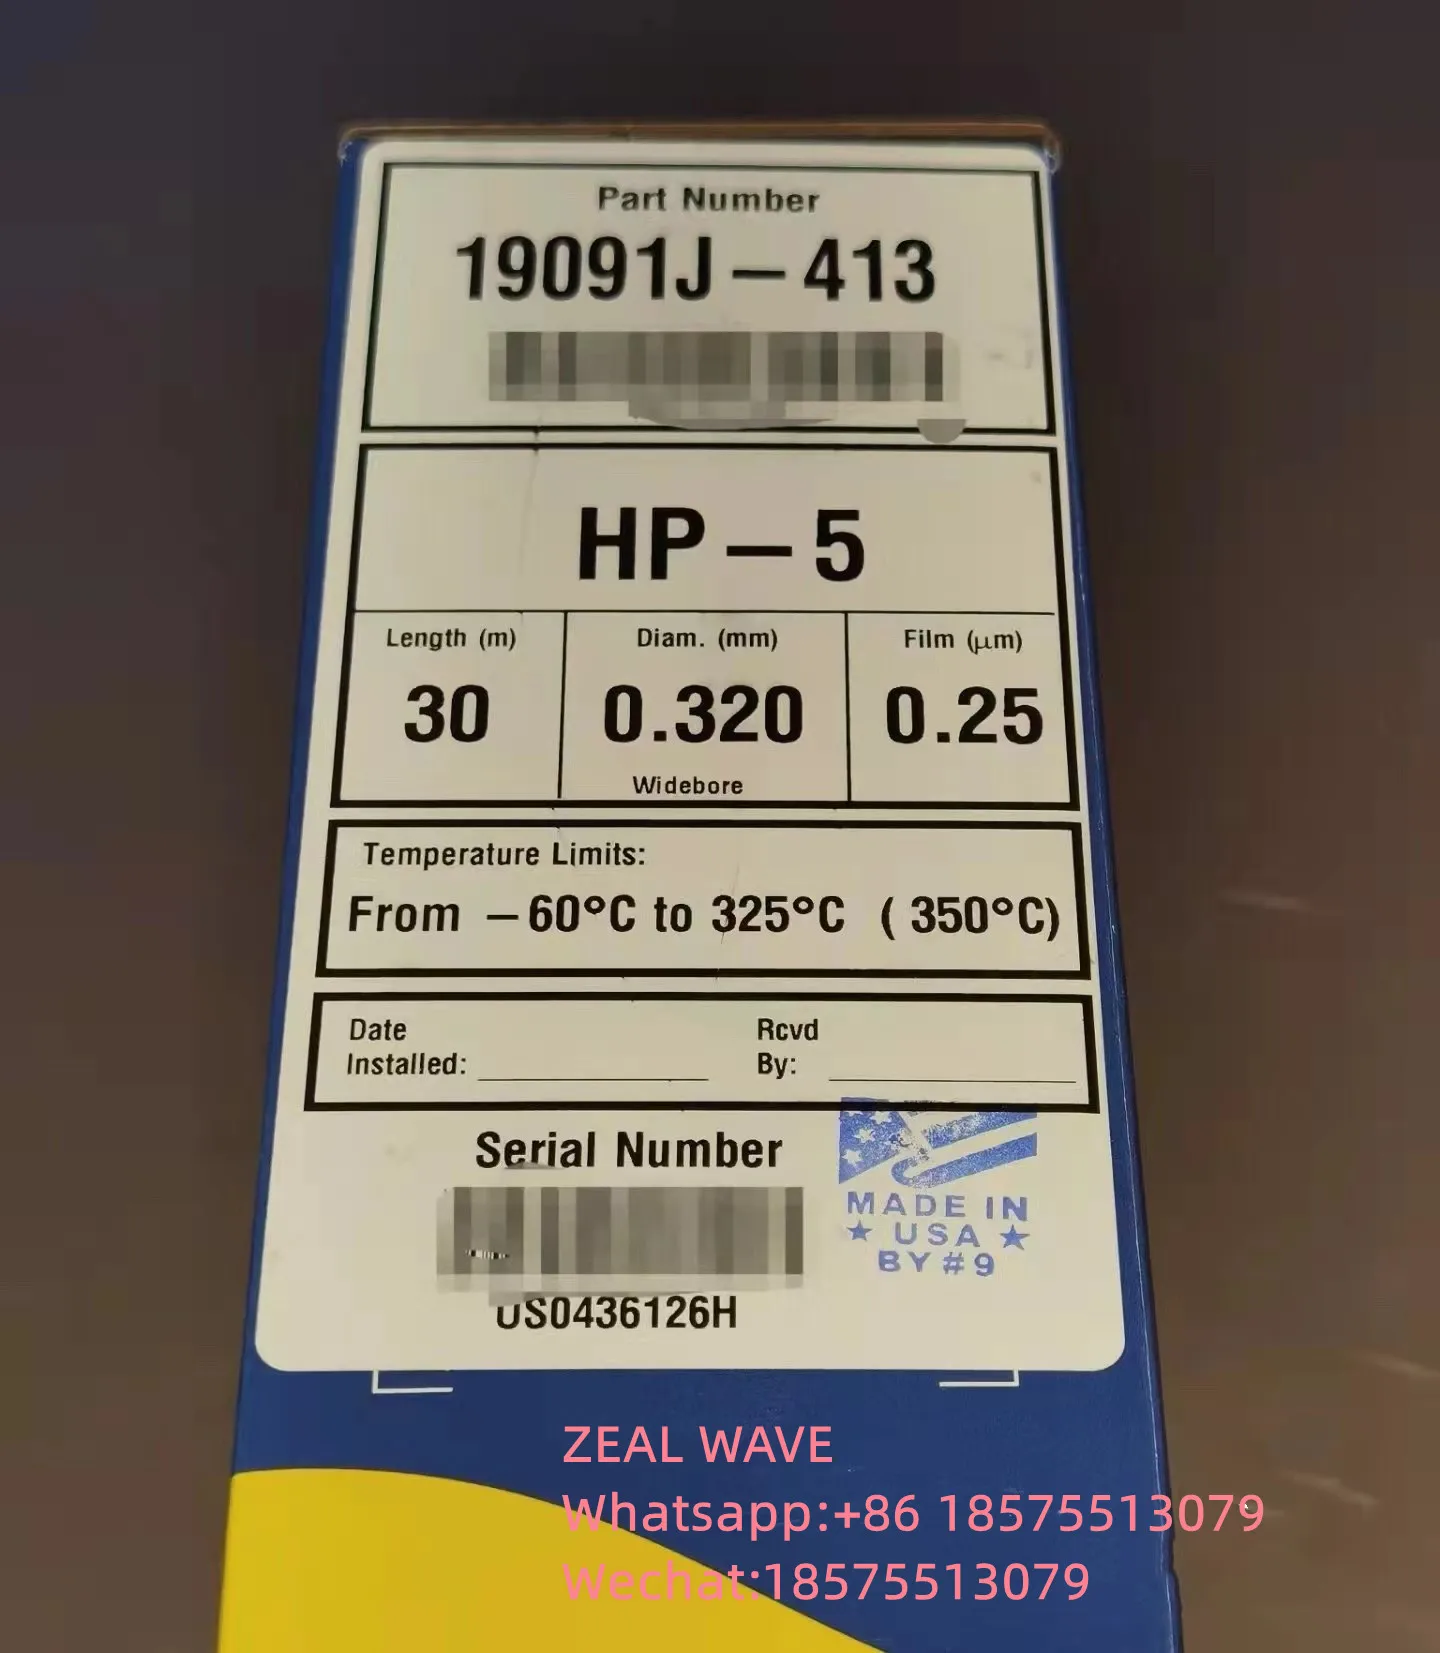 Part Number
19091J – 413
HP – 5
Length (m) Diam. (mm) Film (μm)
30 0.320 0.25
Widebore
Temperature Limits:
From –60°C to 325°C ( 350°C)
Date Rcvd
Installed: By:
Serial Number
MADE IN
★ USA ★
BY #9
US0436126H
ZEAL WAVE
Whatsapp:+86 18575513079
Wechat:18575513079